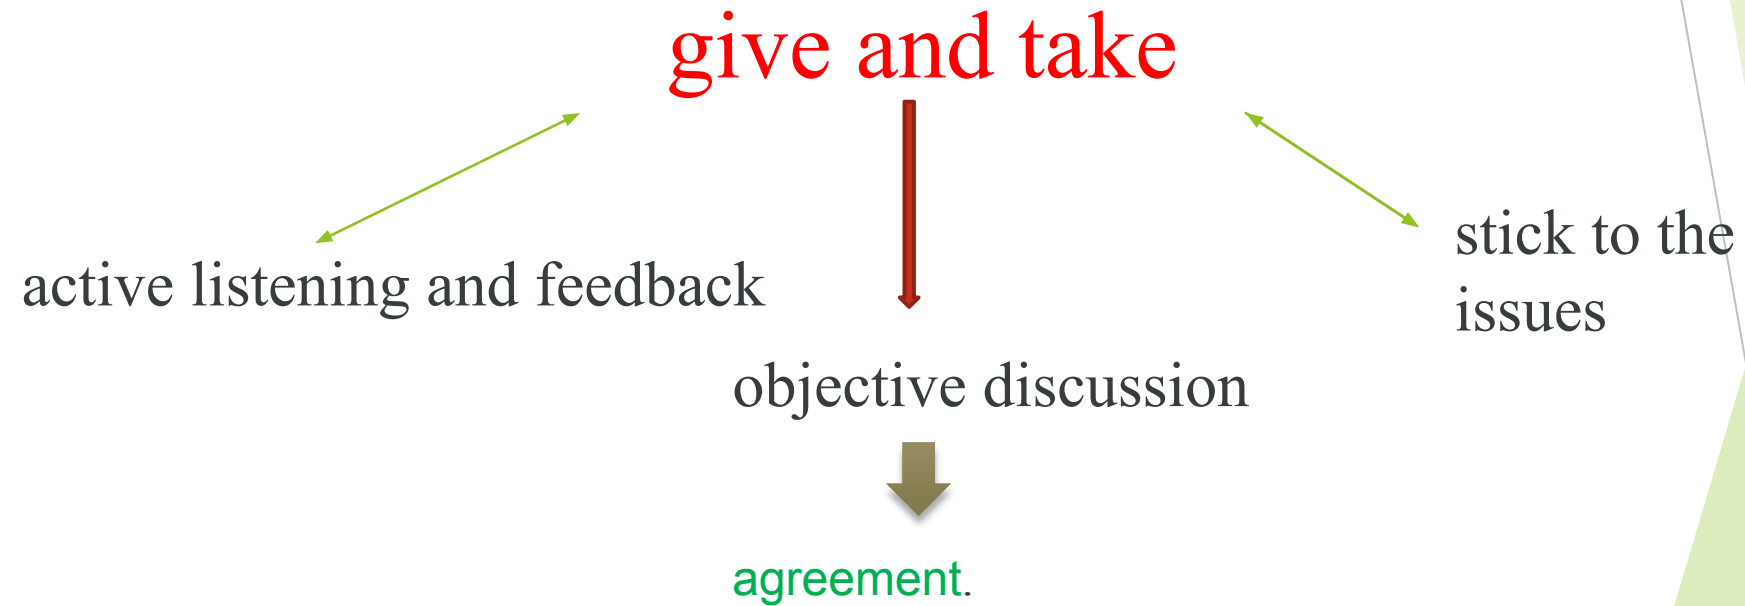 give and take
active listening and feedback
stick to the
issues
objective discussion
agreement.